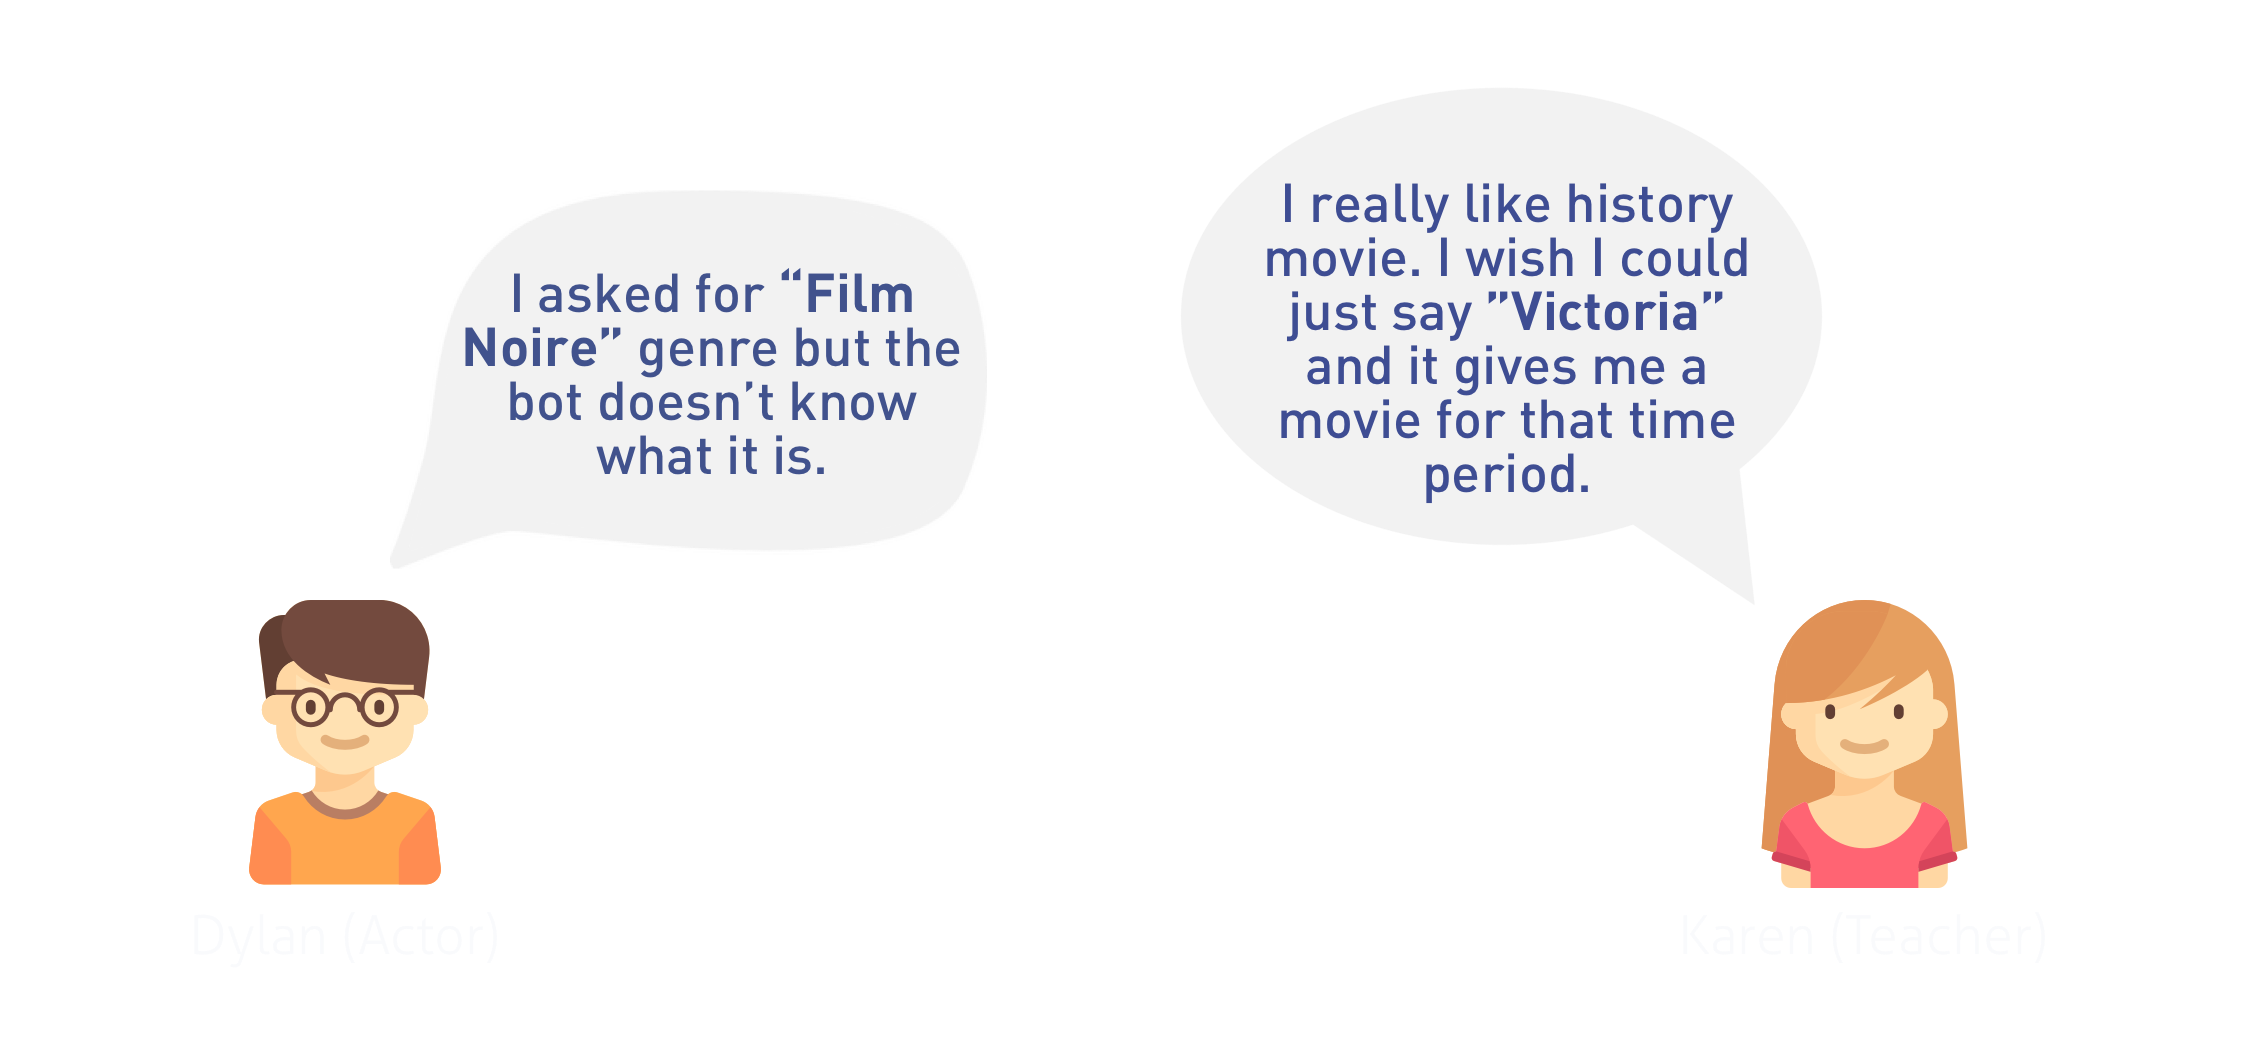 I asked for “Film
Noire” genre but the
bot doesn’t know
what it is.
I really like history
movie. I wish I could
just say ”Victoria”
and it gives me a
movie for that time
period.
Dylan (Actor)
Karen (Teacher)